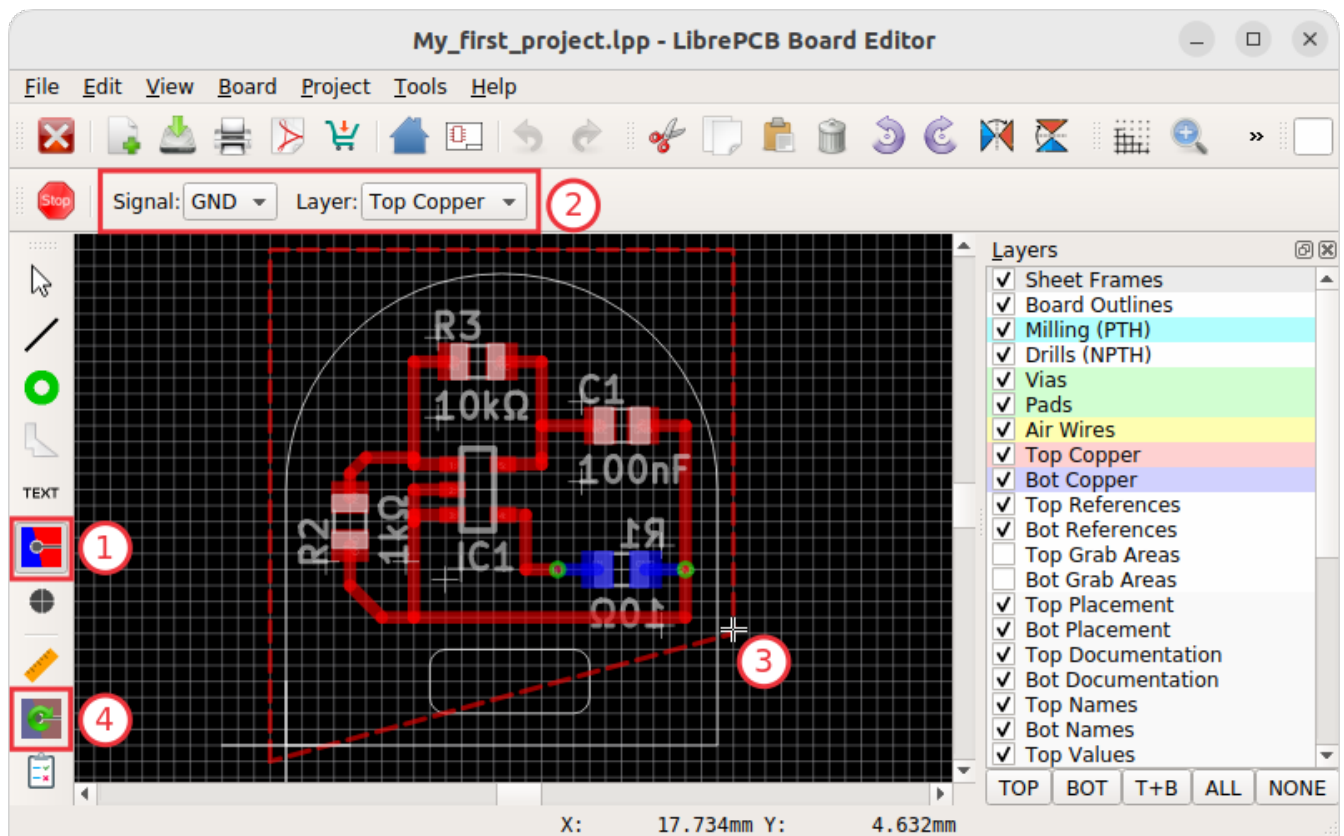 My_first_project.lpp - LibrePCB Board Editor
File Edit View Board Project Tools Help
»
Stop Signal: GND Layer: Top Copper 2
TEXT
1
4
R3
10kΩ
C1
100nF
R2
1kΩ
IC1
R1
10Ω
3
Layers
Sheet Frames
Board Outlines
Milling (PTH)
Drills (NPTH)
Vias
Pads
Air Wires
Top Copper
Bot Copper
Top References
Bot References
Top Grab Areas
Bot Grab Areas
Top Placement
Bot Placement
Top Documentation
Bot Documentation
Top Names
Bot Names
Top Values
TOP BOT T+B ALL NONE
X: 17.734mm Y: 4.632mm